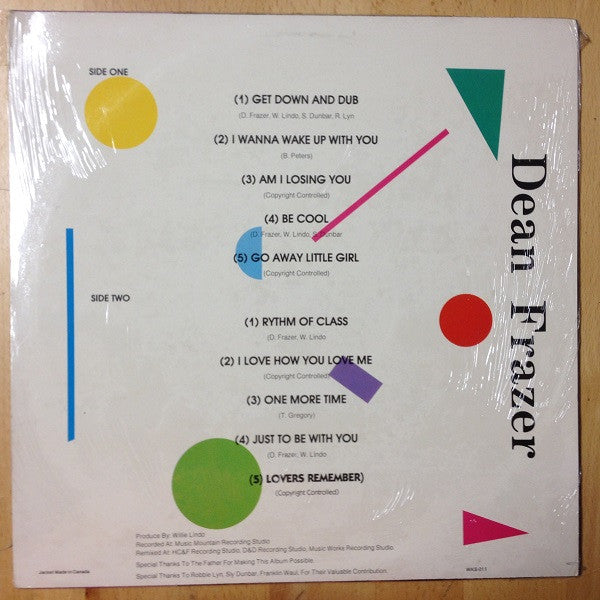 SIDE ONE
(1) GET DOWN AND DUB
(D. Frazer, W. Lindo, S. Dunbar, R. Lyn
(2) I WANNA WAKE UP WITH YOU
(B. Peters)
(3) AM I LOSING YOU
(Copyright Controlled)
(4) BE COOL
(D. Frazer, W. Lindo, S. Dunbar
(5) GO AWAY LITTLE GIRL
(Copyright Controlled)
SIDE TWO
(1) RYTHM OF CLASS
(D. Frazer, W. Lindo
(2) I LOVE HOW YOU LOVE ME
(Copyright Controlled)
(3) ONE MORE TIME
(T. Gregory)
(4) JUST TO BE WITH YOU
(D. Frazer, W. Lindo
(5) LOVERS REMEMBER)
(Copyright Controlled)
Dean Frazer
Produce By: Willie Lindo
Recorded At: Music Mountain Recording Studio
Remixed At: HC&F Recording Studio, D&D Recording Studio, Music Works Recording Studio.
Special Thanks To The Father For Making This Album Possible.
Special Thanks To Robbie Lyn, Sly Dunbar, Franklin Waul, For Their Valuable Contribution.
Jacket Made in Canada.
WKS-011